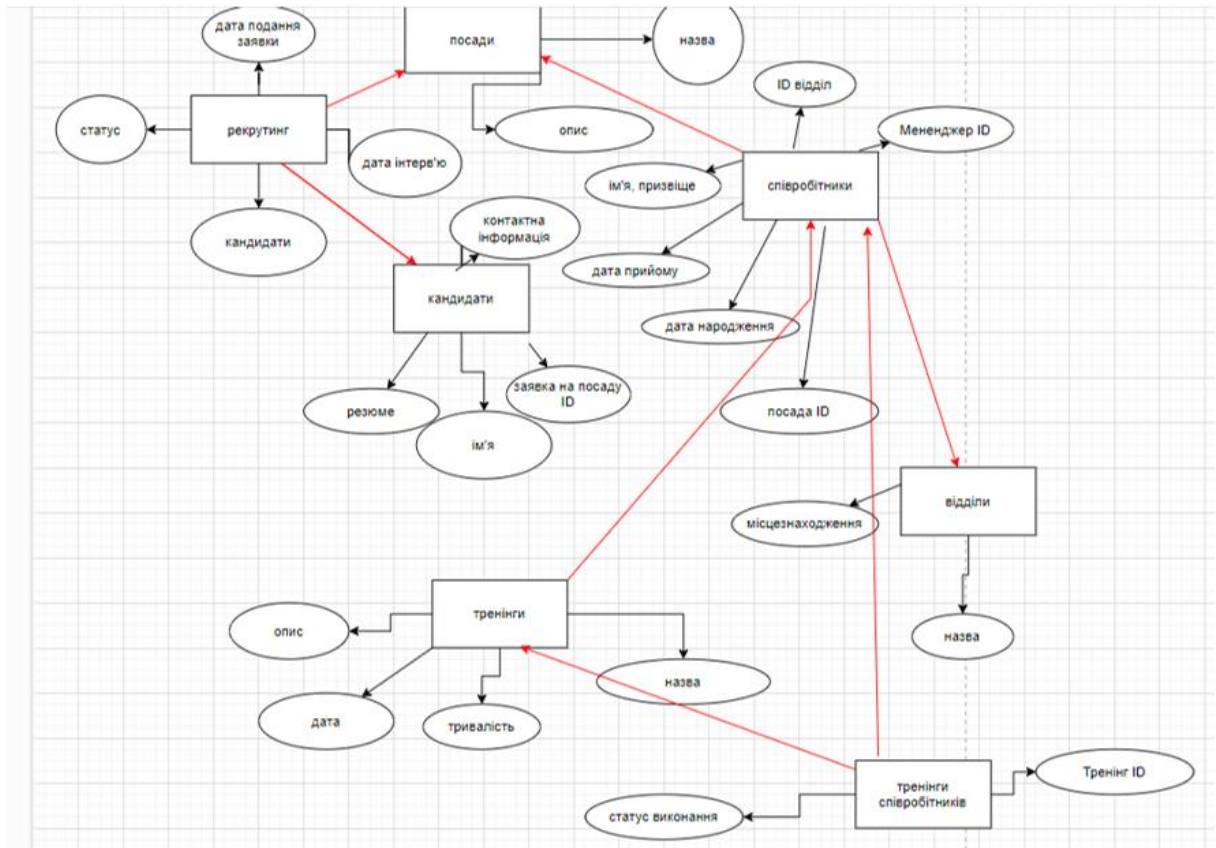 дата подання
заявки
посади
назва
ID відділ
статус
рекрутинг
опис
Мененджер ID
дата інтерв'ю
ім'я, призвіще
співробітники
кандидати
контактна
інформація
дата прийому
кандидати
дата народження
резюме
заявка на посаду
ID
посада ID
ім'я
відділи
місцезнаходження
тренінги
опис
назва
назва
дата
тривалість
тренінги
співробітників
Тренінг ID
статус виконання